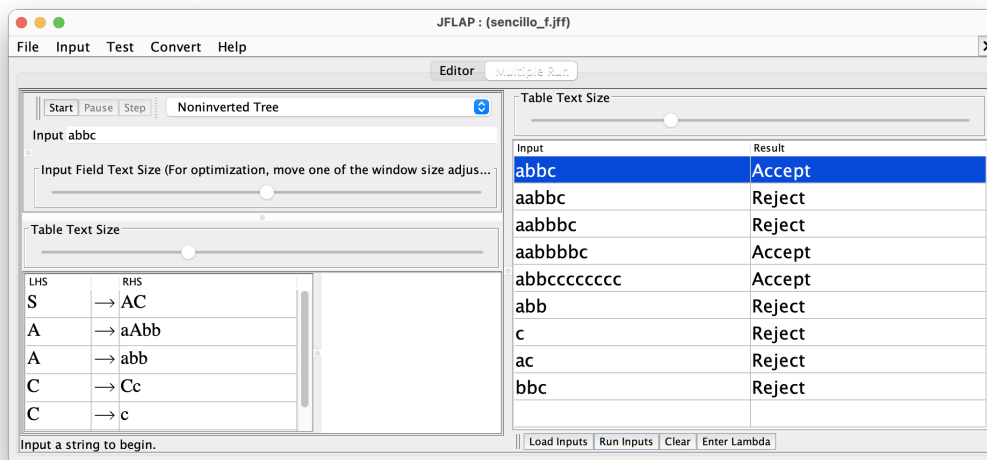 JFLAP : (sencillo_f.jff)
File Input Test Convert Help
Editor Multiple Run
Start Pause Step Noninverted Tree
Input abbc
Input Field Text Size (For optimization, move one of the window size adjus...
Table Text Size
LHS RHS
S → AC
A → aAbb
A → abb
C → Cc
C → c
Input a string to begin.
Table Text Size
Input Result
abbc Accept
aabbc Reject
aabbbc Reject
aabbbbc Accept
abbcccccccc Accept
abb Reject
c Reject
ac Reject
bbc Reject
Load Inputs Run Inputs Clear Enter Lambda